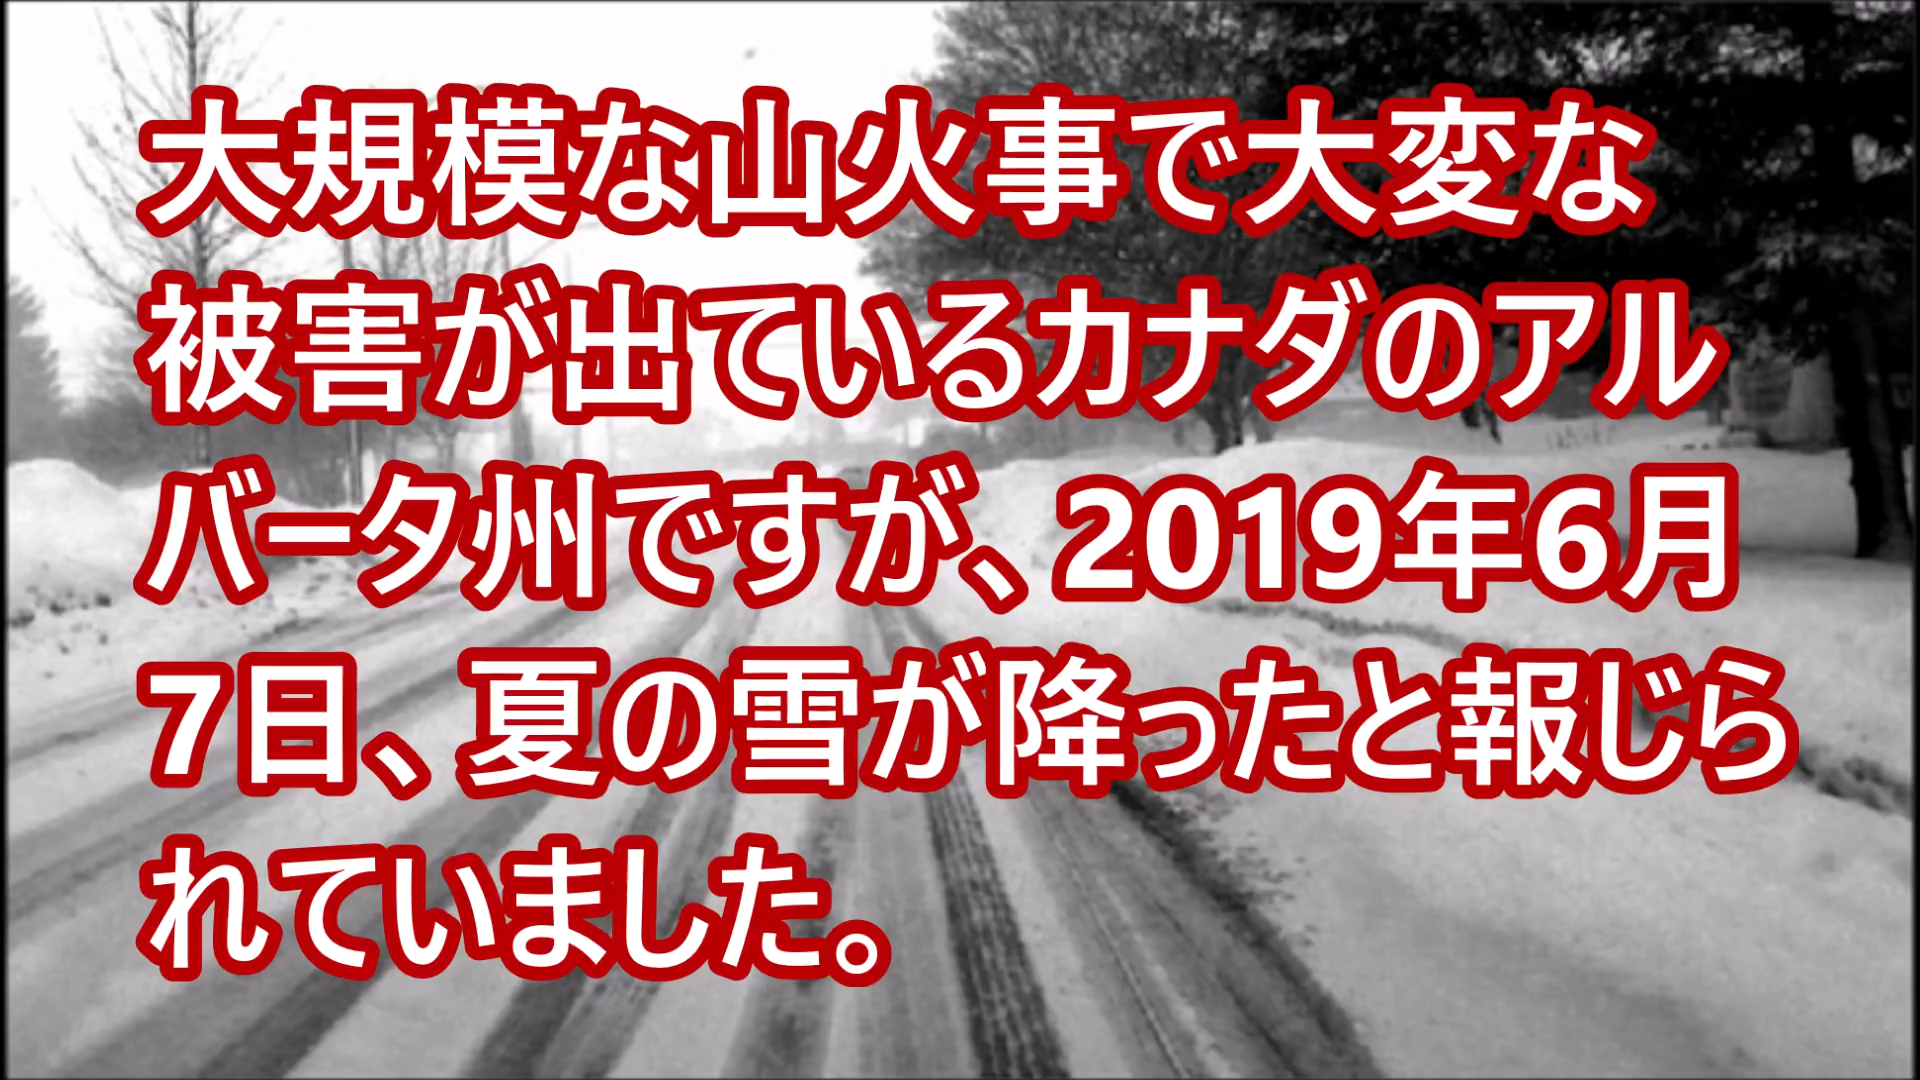 大規模な山火事で大変な
被害が出ているカナダのアル
バータ州ですが、2019年6月
7日、夏の雪が降ったと報じら
れていました。